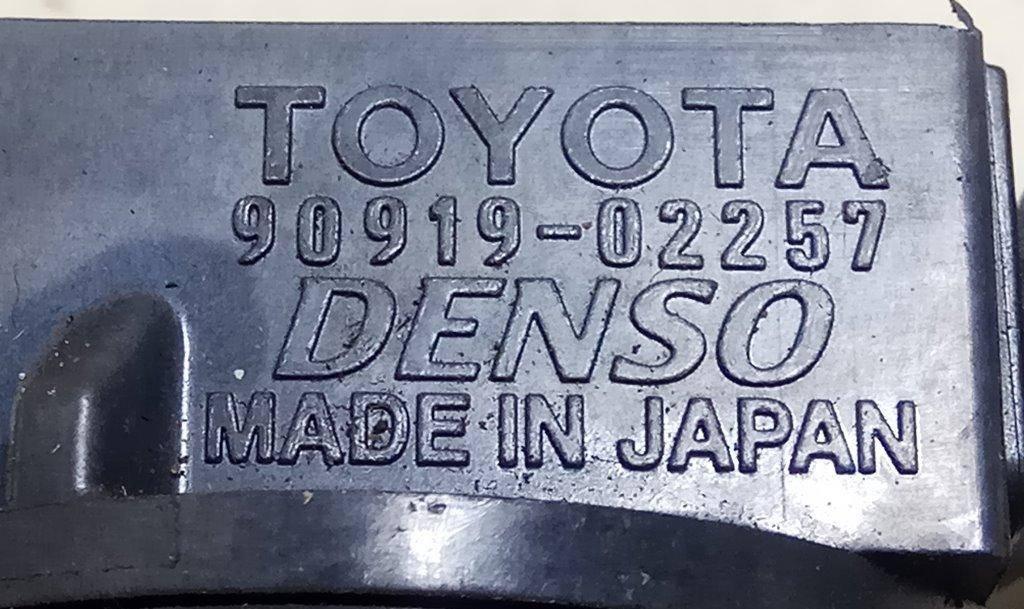 TOYOTA
90919-02257
DENSO
MADE IN JAPAN